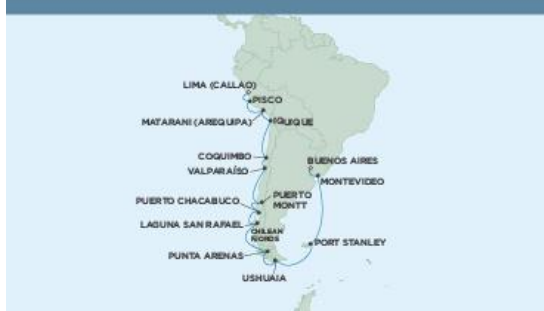 LIMA (CALLAO)
PISCO
MATARANI (AREQUIPA)
IQUIQUE
COQUIMBO
VALPARAÍSO
BUENOS AIRES
MONTEVIDEO
PUERTO CHACABUCO
PUERTO
MONTT
LAGUNA SAN RAFAEL
CHILEAN
FJORDS
PORT STANLEY
PUNTA ARENAS
USHUAIA